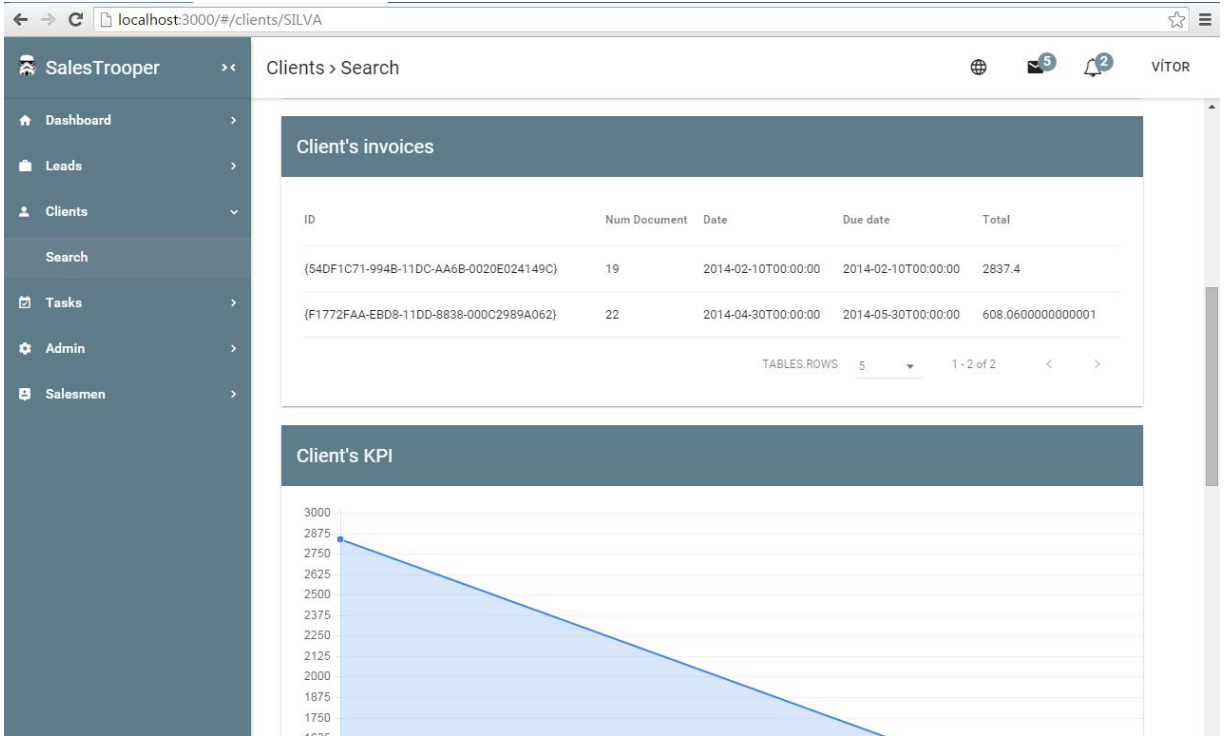 localhost:3000/#/clients/SILVA
SalesTrooper
Clients › Search
5
2
VÍTOR
Dashboard
Leads
Clients
Search
Tasks
Admin
Salesmen
Client's invoices
ID Num Document Date Due date Total
{54DF1C71-994B-11DC-AA6B-0020E024149C} 19 2014-02-10T00:00:00 2014-02-10T00:00:00 2837.4
{F1772FAA-EBD8-11DD-8838-000C2989A062} 22 2014-04-30T00:00:00 2014-05-30T00:00:00 608.0600000000001
TABLES.ROWS 5 1 - 2 of 2
Client's KPI
3000
2875
2750
2625
2500
2375
2250
2125
2000
1875
1750